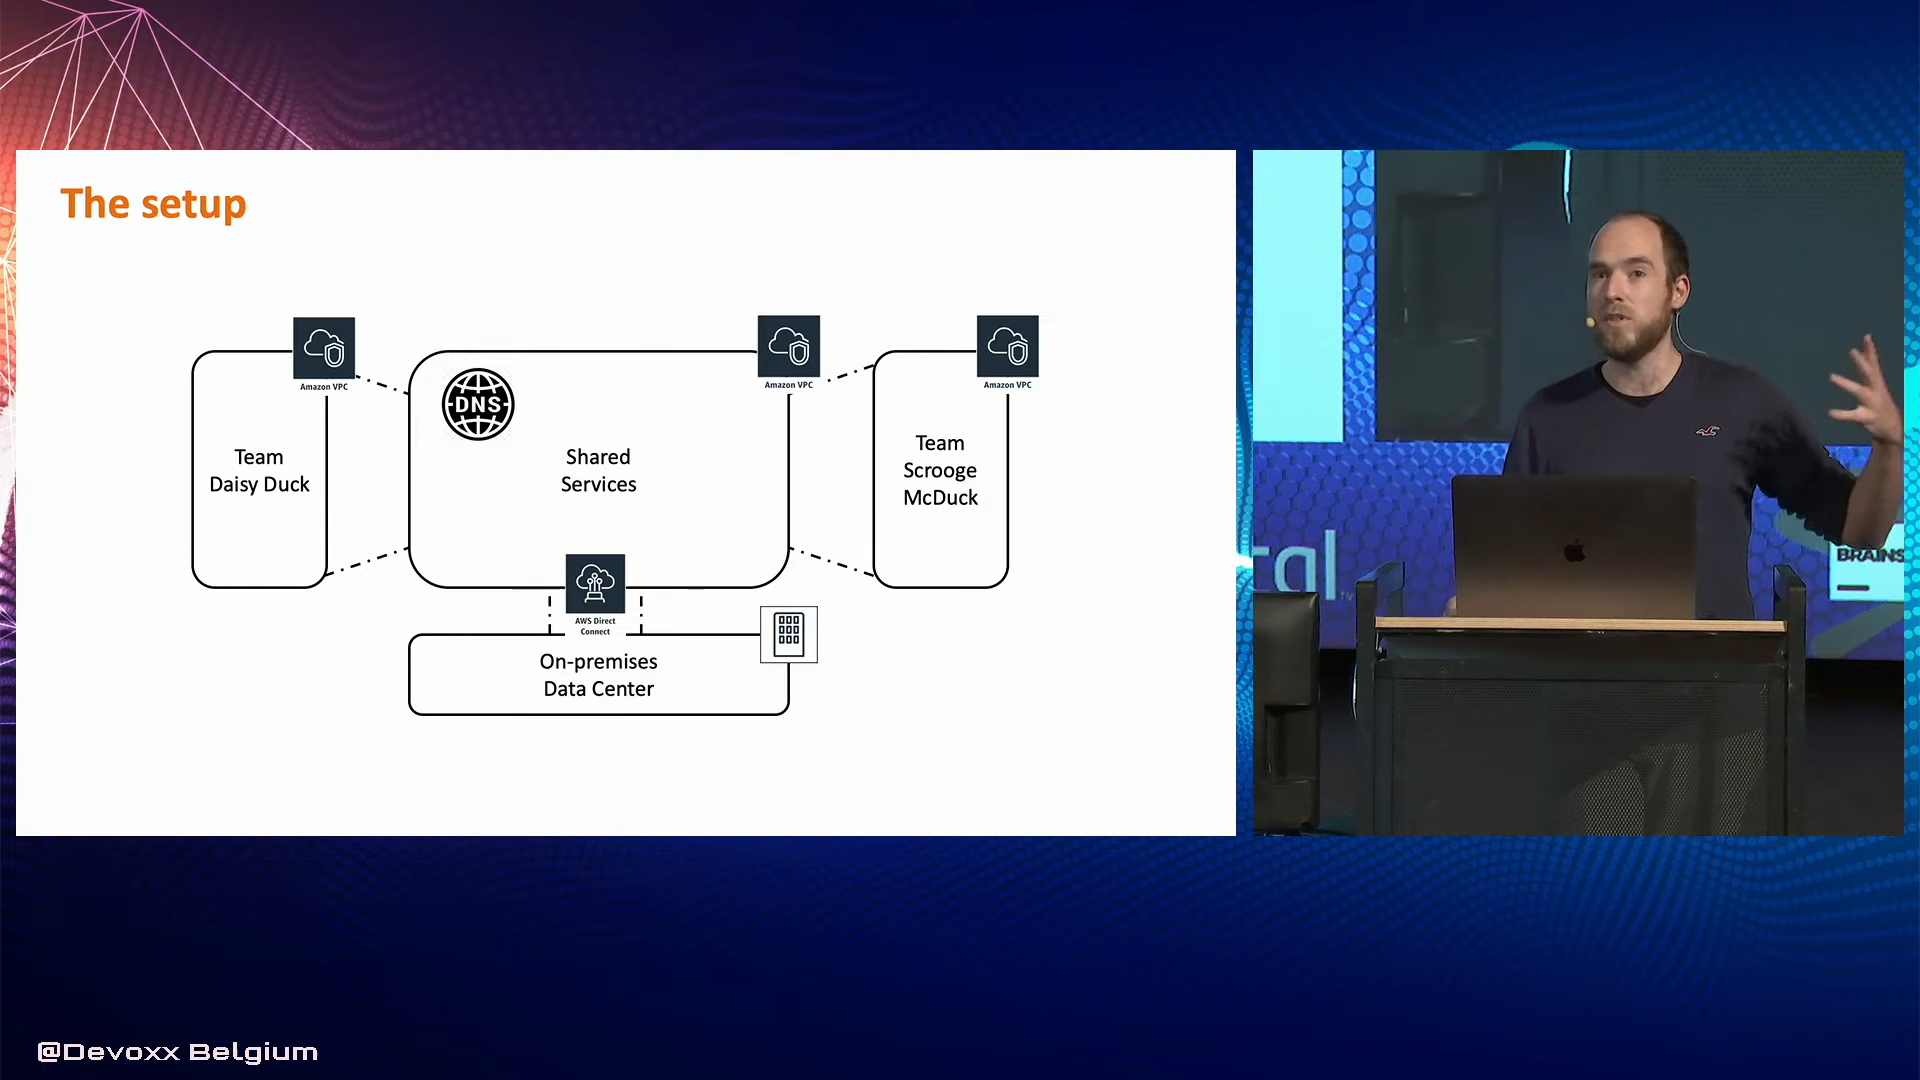 The setup
Amazon VPC
Amazon VPC
Amazon VPC
DNS
Team
Daisy Duck
Shared
Services
Team
Scrooge
McDuck
AWS Direct
Connect
On-premises
Data Center
BRAINS
@Devoxx Belgium